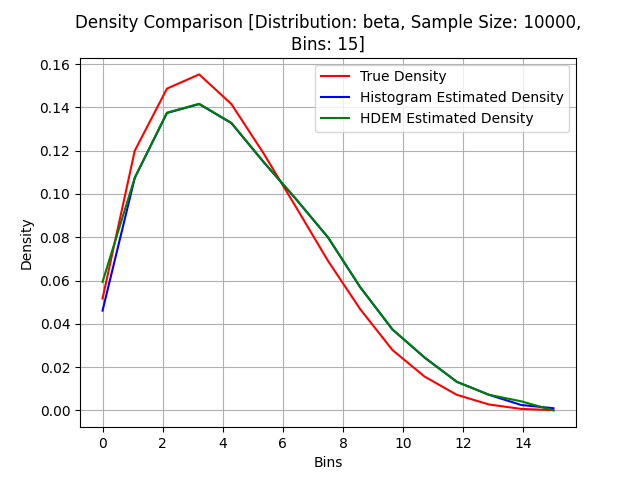 Density Comparison [Distribution: beta, Sample Size: 10000,
Bins: 15]
True Density
Histogram Estimated Density
HDEM Estimated Density
Density
0.16
0.14
0.12
0.10
0.08
0.06
0.04
0.02
0.00
0 2 4 6 8 10 12 14
Bins